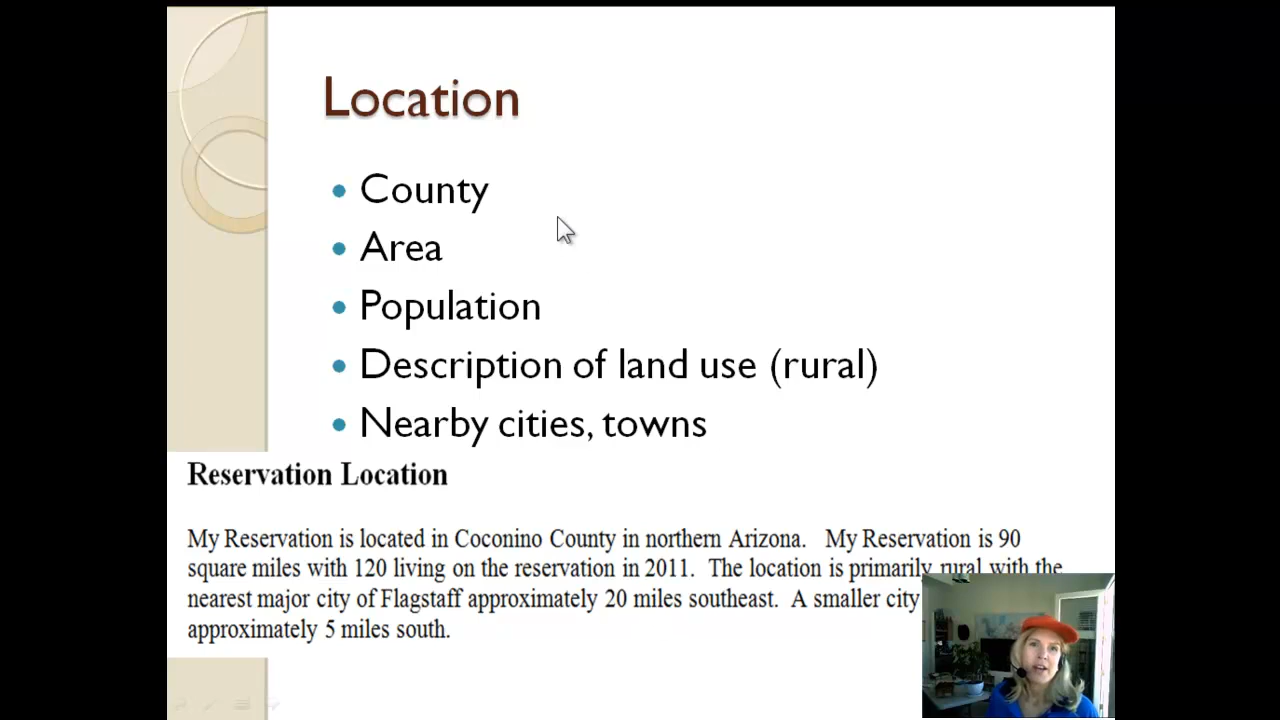 Location
County
Area
Population
Description of land use (rural)
Nearby cities, towns
Reservation Location
My Reservation is located in Coconino County in northern Arizona. My Reservation is 90
square miles with 120 living on the reservation in 2011. The location is primarily rural with the
nearest major city of Flagstaff approximately 20 miles southeast. A smaller city
approximately 5 miles south.